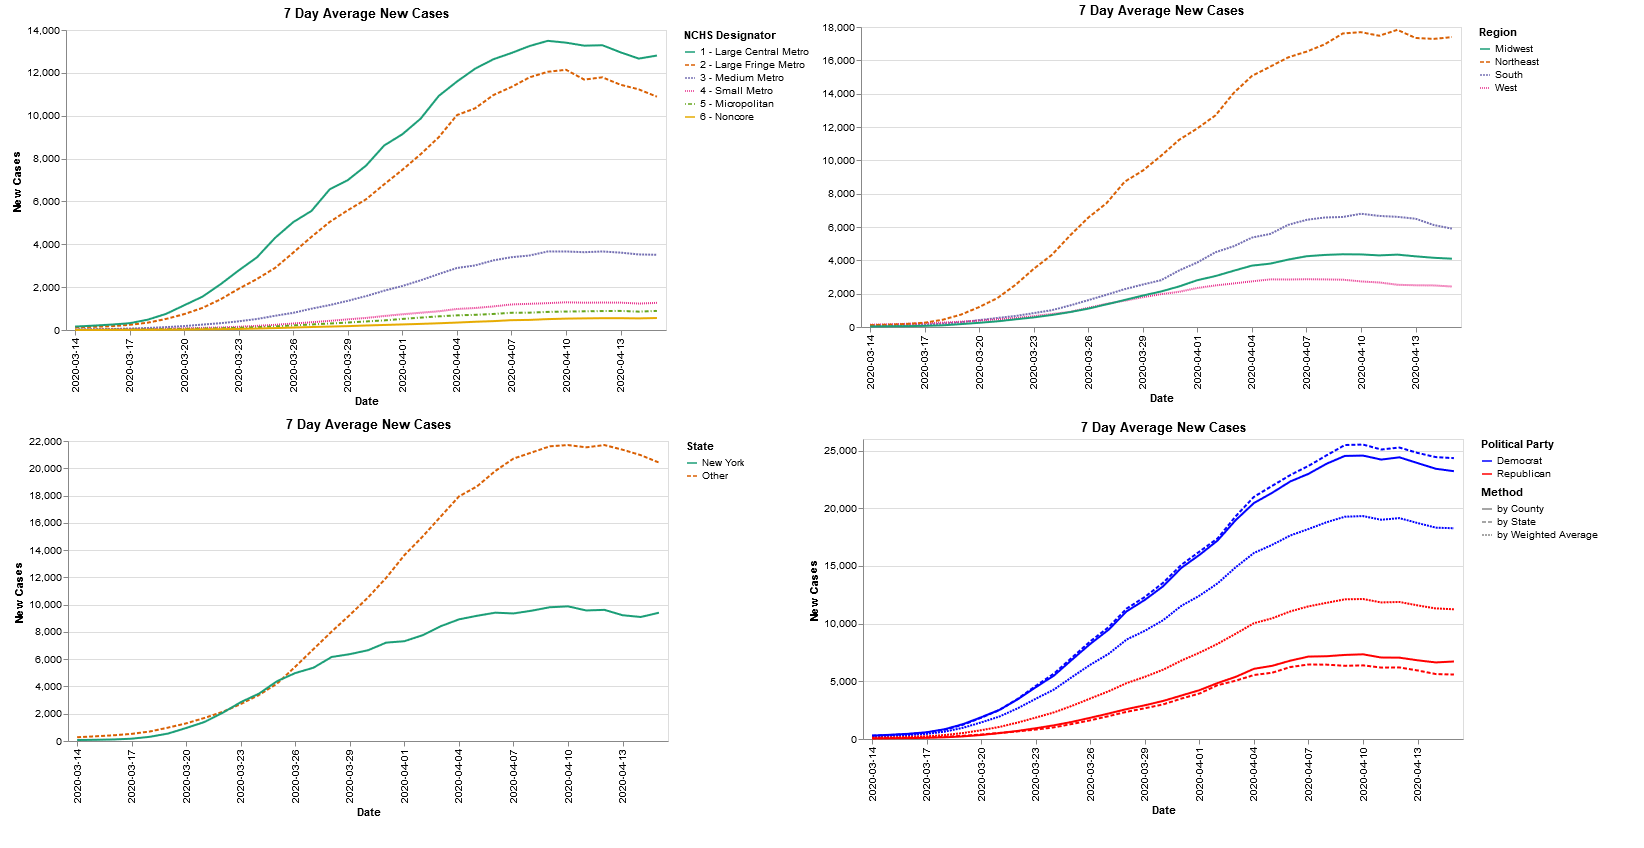 7 Day Average New Cases
14,000
12,000
10,000
8,000
6,000
4,000
2,000
0
New Cases
2020-03-14
2020-03-17
2020-03-20
2020-03-23
2020-03-26
2020-03-29
2020-04-01
2020-04-04
2020-04-07
2020-04-10
2020-04-13
Date
NCHS Designator
1 - Large Central Metro
2 - Large Fringe Metro
3 - Medium Metro
4 - Small Metro
5 - Micropolitan
6 - Noncore
7 Day Average New Cases
18,000
16,000
14,000
12,000
10,000
8,000
6,000
4,000
2,000
0
2020-03-14
2020-03-17
2020-03-20
2020-03-23
2020-03-26
2020-03-29
2020-04-01
2020-04-04
2020-04-07
2020-04-10
2020-04-13
Date
Region
Midwest
Northeast
South
West
7 Day Average New Cases
22,000
20,000
18,000
16,000
14,000
12,000
10,000
8,000
6,000
4,000
2,000
0
New Cases
2020-03-14
2020-03-17
2020-03-20
2020-03-23
2020-03-26
2020-03-29
2020-04-01
2020-04-04
2020-04-07
2020-04-10
2020-04-13
Date
State
New York
Other
7 Day Average New Cases
25,000
20,000
15,000
10,000
5,000
0
New Cases
2020-03-14
2020-03-17
2020-03-20
2020-03-23
2020-03-26
2020-03-29
2020-04-01
2020-04-04
2020-04-07
2020-04-10
2020-04-13
Date
Political Party
Democrat
Republican
Method
by County
by State
by Weighted Average